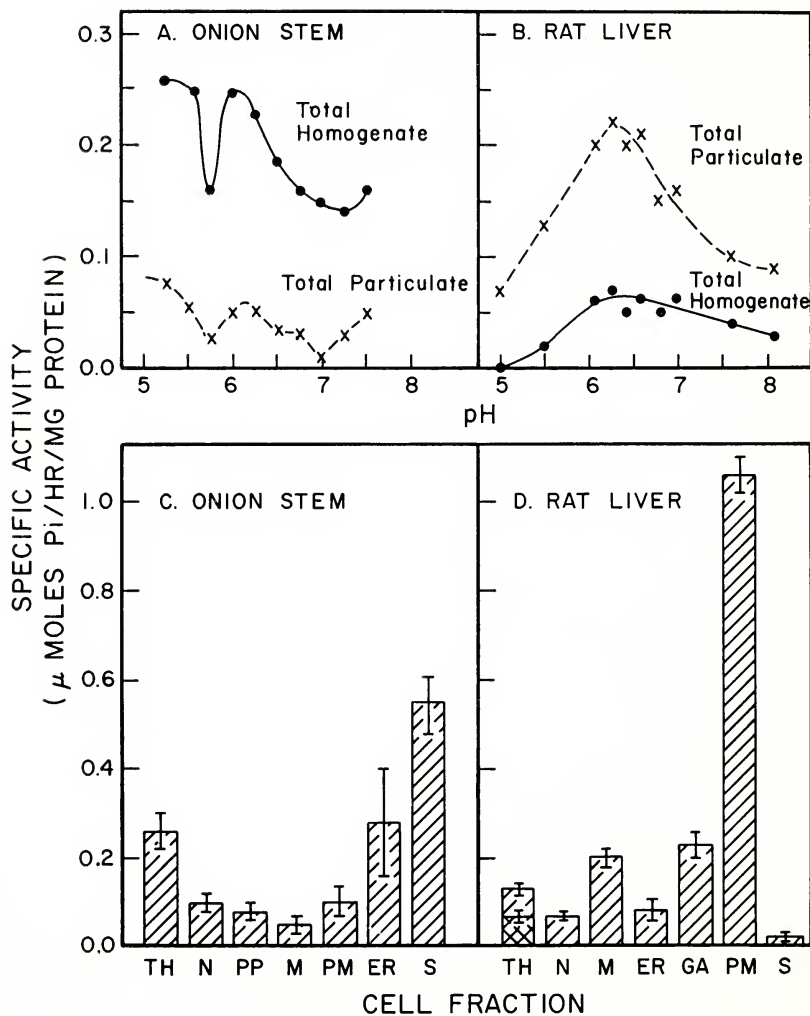 A. ONION STEM
B. RAT LIVER
0.3
0.2
0.1
0.0
Total
Homogenate
Total Particulate
Total
Particulate
Total
Homogenate
5 6 7 8
5 6 7 8
pH
SPECIFIC ACTIVITY
(μ MOLES Pi/HR/MG PROTEIN)
C. ONION STEM
D. RAT LIVER
1.0
0.8
0.6
0.4
0.2
0.0
TH N PP M PM ER S
TH N M ER GA PM S
CELL FRACTION